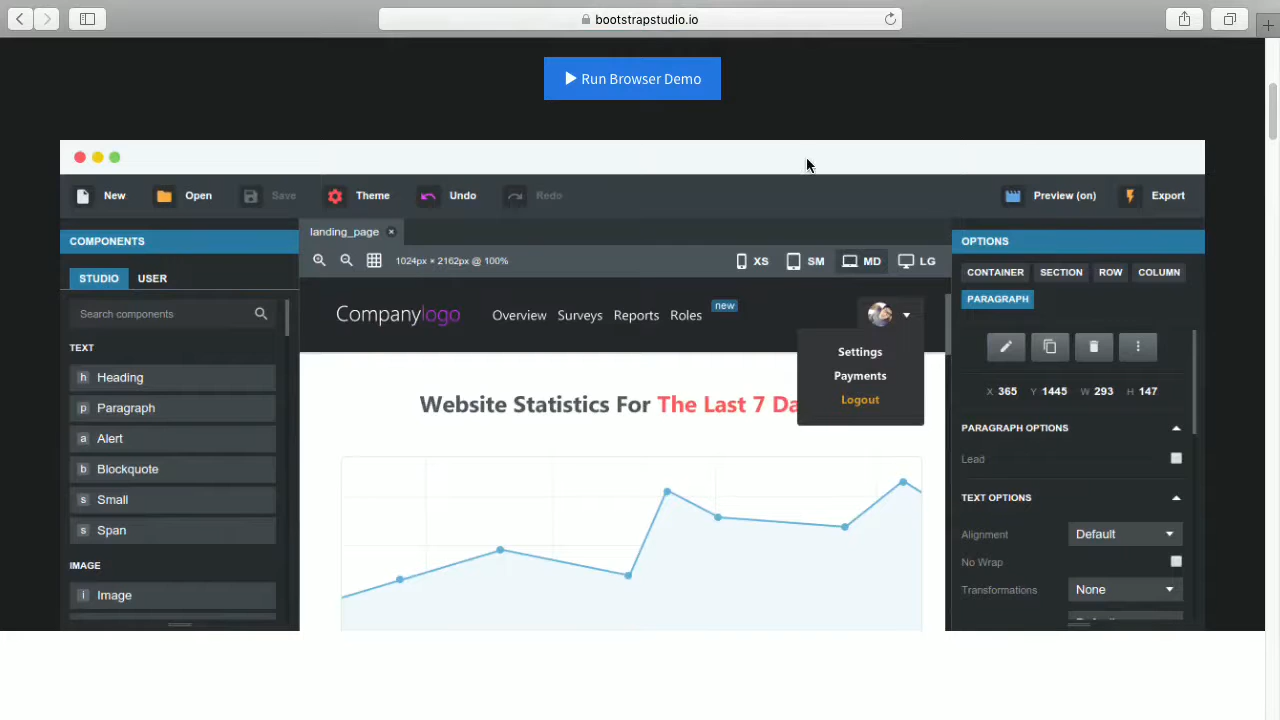 bootstrapstudio.io
Run Browser Demo
New Open Save Theme Undo Redo Preview (on) Export
landing_page
COMPONENTS
STUDIO USER
Search components
TEXT
h Heading
p Paragraph
a Alert
b Blockquote
s Small
s Span
IMAGE
i Image
1024px × 2162px @ 100% XS SM MD LG
Companylogo Overview Surveys Reports Roles new
Settings
Payments
Logout
Website Statistics For The Last 7 Da
OPTIONS
CONTAINER SECTION ROW COLUMN
PARAGRAPH
X 365 Y 1445 W 293 H 147
PARAGRAPH OPTIONS
Lead
TEXT OPTIONS
Alignment Default
No Wrap
Transformations None